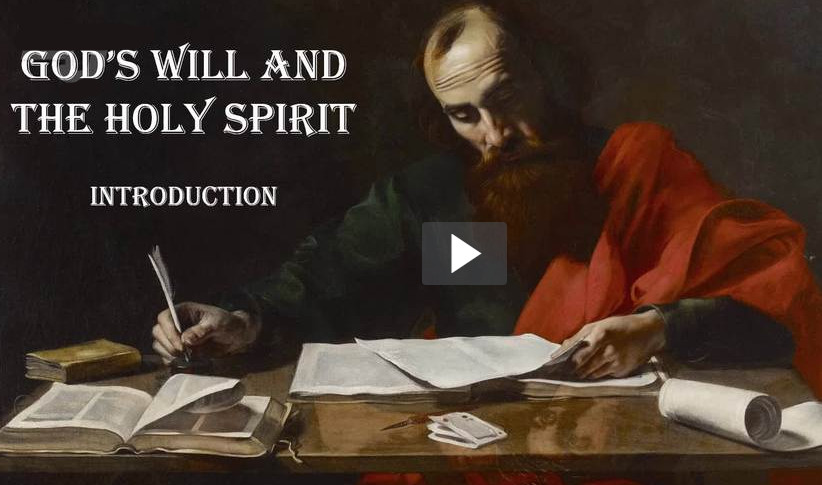 GOD'S WILL AND
THE HOLY SPIRIT
INTRODUCTION